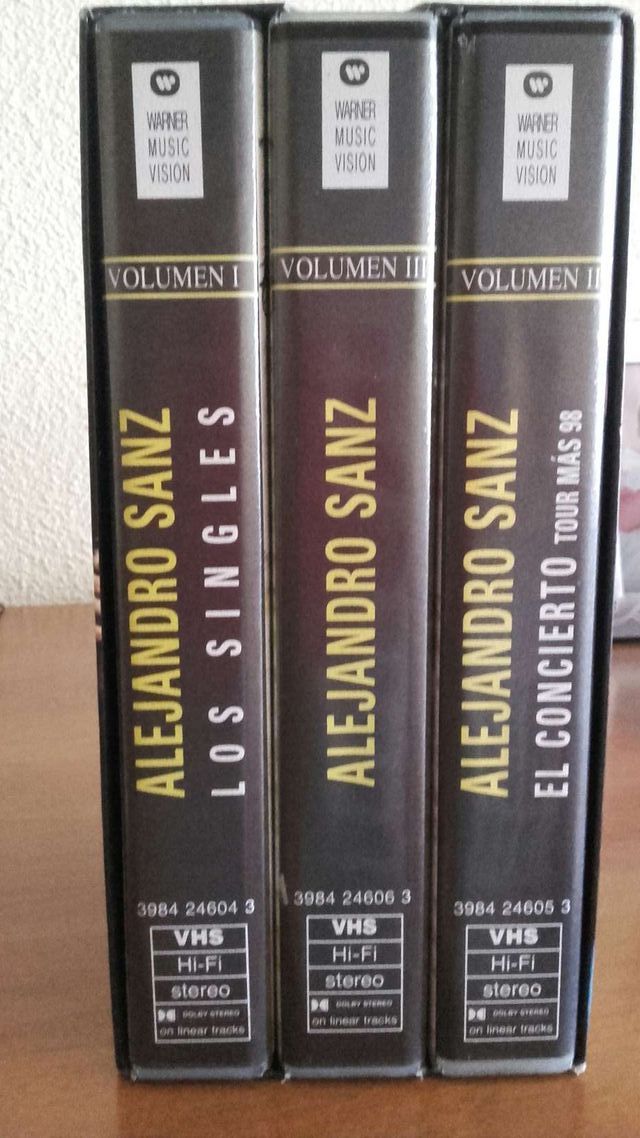 WARNER
MUSIC
VISION
VOLUMEN I
ALEJANDRO SANZ
LOS SINGLES
3984 24604 3
VHS
Hi-Fi
stereo
DOLBY STEREO
on linear tracks
WARNER
MUSIC
VISION
VOLUMEN III
ALEJANDRO SANZ
3984 24606 3
VHS
Hi-Fi
stereo
DOLBY STEREO
on linear tracks
WARNER
MUSIC
VISION
VOLUMEN II
ALEJANDRO SANZ
EL CONCIERTO TOUR MÁS 98
3984 24605 3
VHS
Hi-Fi
stereo
DOLBY STEREO
on linear tracks